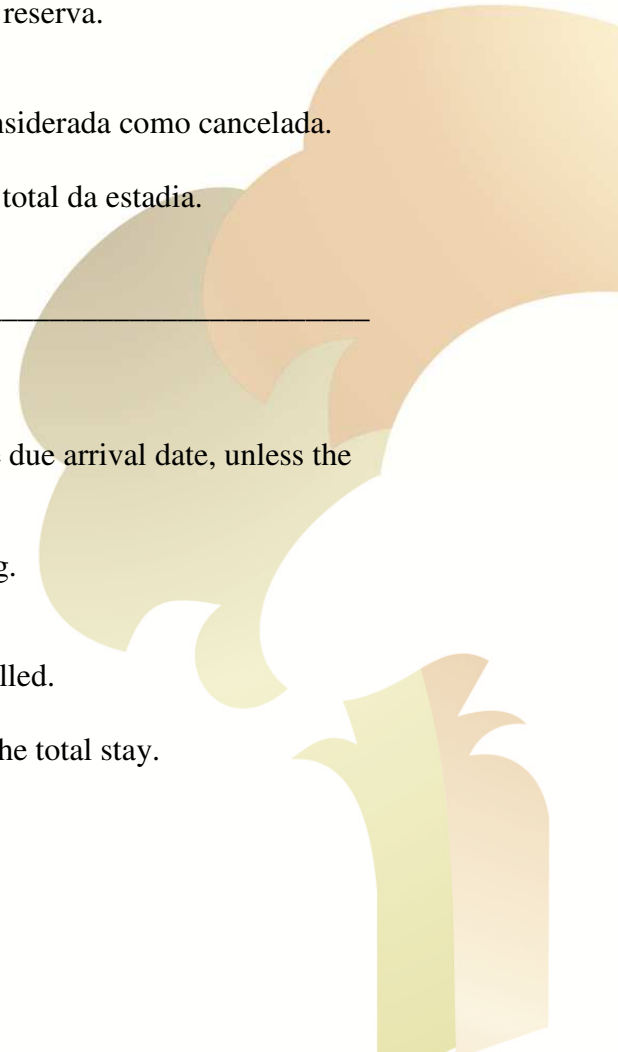 reserva.
nsiderada como cancelada.
total da estadia.
due arrival date, unless the
g.
lled.
he total stay.